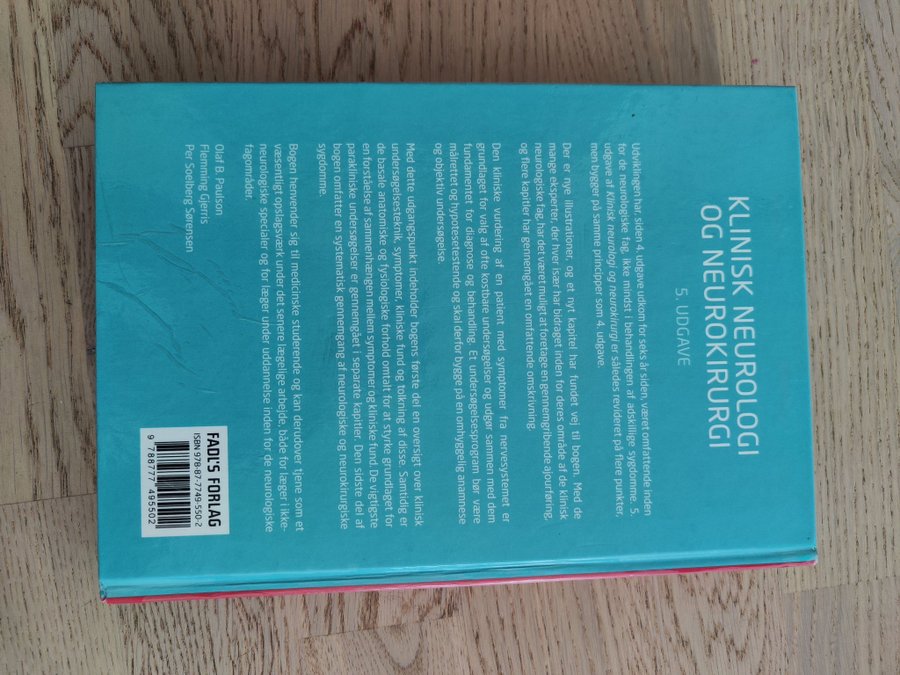 KLINISK NEUROLOGI
OG NEUROKIRURGI
5. UDGAVE
Udviklingen har, siden 4. udgave udkom for seks år siden, været omfattende inden
for de neurologiske fag, ikke mindst i behandlingen af adskillige sygdomme. 5.
udgave af Klinisk neurologi og neurokirurgi er således revideret på flere punkter,
men bygget på samme principper som 4. udgave.
Der er nye illustrationer, og et nyt kapitel har fundet vej til bogen. Med de
mange eksperter, der hver især har bidraget inden for deres område af de klinisk
neurologiske fag, har det været muligt at foretage en gennemgribende ajourføring,
og flere kapitler har gennemgået en omfattende omskrivning.
Den kliniske vurdering af en patient med symptomer fra nervesystemet er
grundlaget for valg af ofte kostbare undersøgelser og udgør sammen med dem
fundamentet for diagnose og behandling. Et undersøgelsesprogram bør være
målrettet og hypotesetestende og skal derfor bygge på en omhyggelig anamnese
og objektiv undersøgelse.
Med dette udgangspunkt indeholder bogens første del en oversigt over klinisk
undersøgelsesteknik, symptomer, kliniske fund og tolkning af disse. Samtidig er
de basale anatomiske og fysiologiske forhold omtalt for at styrke grundlaget for
en forståelse af sammenhængen mellem symptomer og kliniske fund. De vigtigste
parakliniske undersøgelser er gennemgået i separate kapitler. Den sidste del af
bogen omfatter en systematisk gennemgang af neurologiske og neurokirurgiske
sygdomme.
Bogen henvender sig til medicinske studerende og kan derudover tjene som et
væsentligt opslagsværk under det senere lægelige arbejde, både for læger i ikke-
neurologiske specialer og for læger under uddannelse inden for de neurologiske
fagområder.
Olaf B. Paulson
Flemming Gjerris
Per Soelberg Sørensen
FADL'S FORLAG
ISBN 978-87-7749-550-2
9 788777 495502